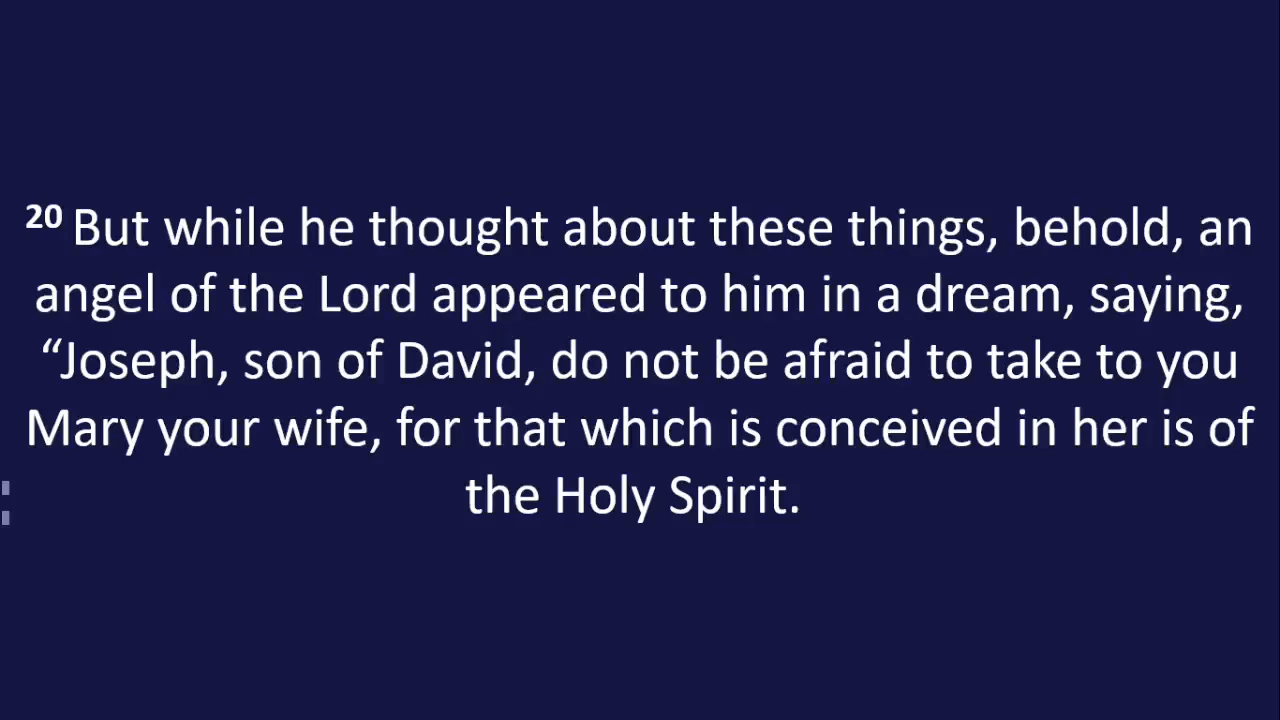 20 But while he thought about these things, behold, an
angel of the Lord appeared to him in a dream, saying,
“Joseph, son of David, do not be afraid to take to you
Mary your wife, for that which is conceived in her is of
the Holy Spirit.